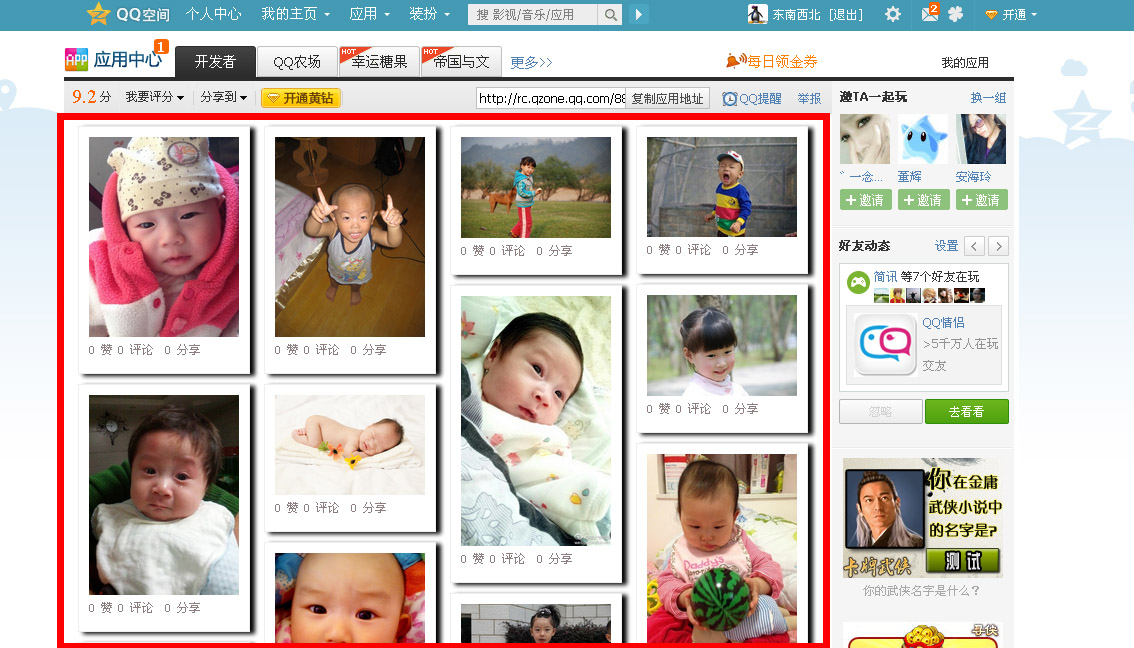 QQ空间 个人中心 我的主页 应用 装扮 搜 影视/音乐/应用 东南西北 [退出] 2 开通
APP 应用中心 1 开发者 QQ农场 HOT 幸运糖果 HOT 帝国与文 更多>> 每日领金券 我的应用
9.2分 我要评分 分享到 开通黄钻 http://rc.qzone.qq.com/88 复制应用地址 QQ提醒 举报
0 赞 0 评论 0 分享
0 赞 0 评论 0 分享
0 赞 0 评论 0 分享
0 赞 0 评论 0 分享
0 赞 0 评论 0 分享
0 赞 0 评论 0 分享
0 赞 0 评论 0 分享
0 赞 0 评论 0 分享
Daddy's
邀TA一起玩 换一组
゛一念... 董辉 安海玲
+ 邀请 + 邀请 + 邀请
好友动态 设置 < >
简讯 等7个好友在玩
QQ情侣
>5千万人在玩
交友
忽略 去看看
你在金庸
武侠小说中
的名字是?
卡牌武侠 测试
你的武侠名字是什么?
寻侠